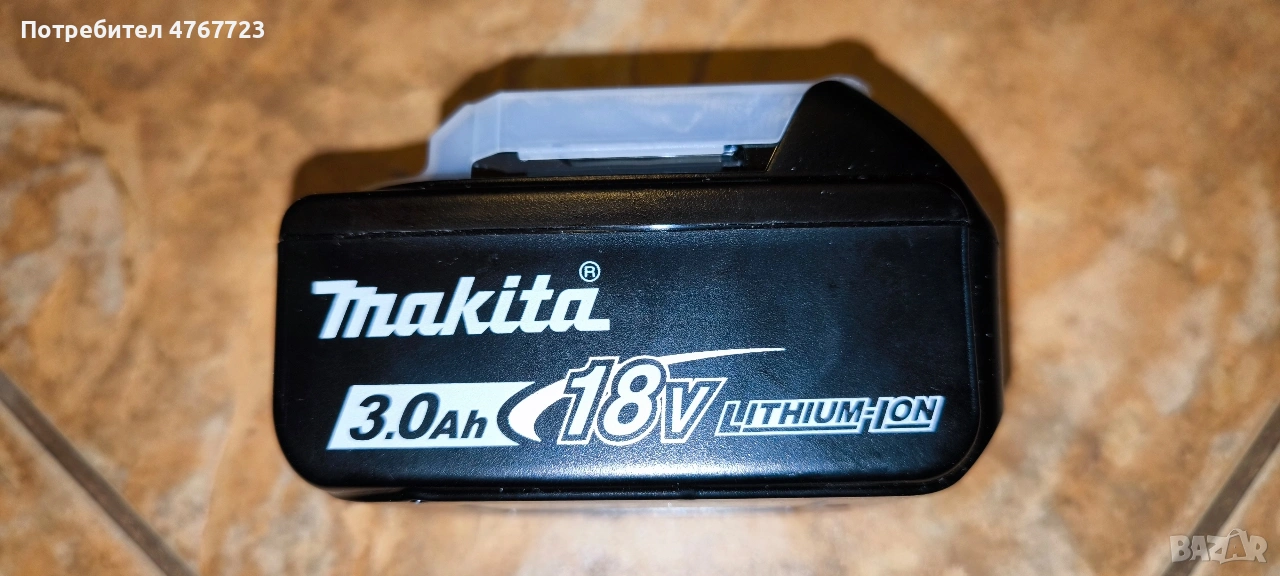 Потребител 4767723
makita®
3.0Ah 18V LITHIUM-ION
BAZAR